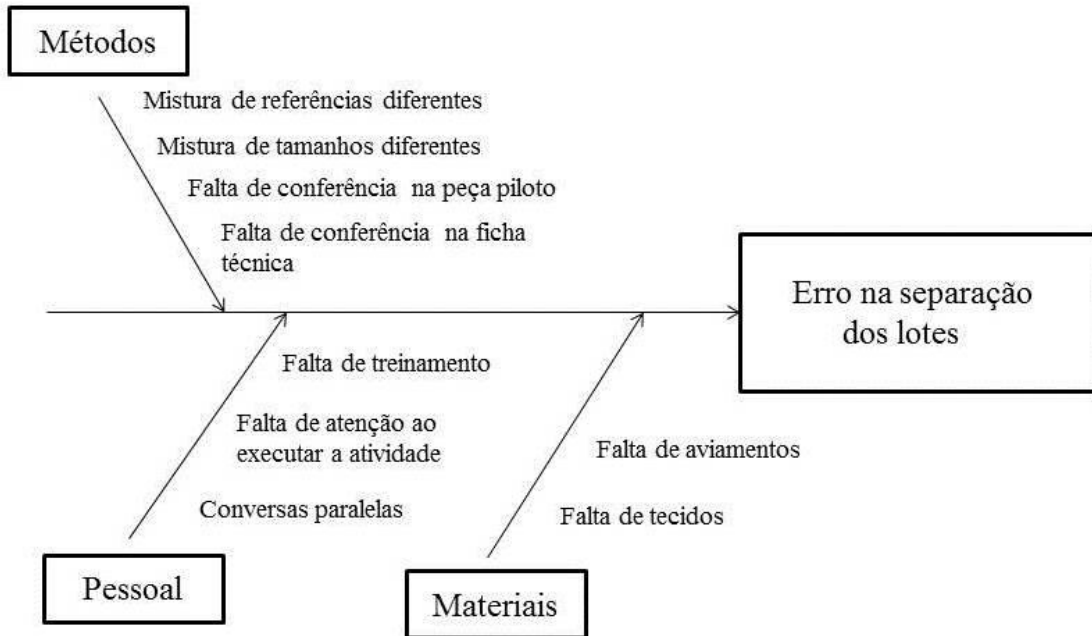 Métodos
Mistura de referências diferentes
Mistura de tamanhos diferentes
Falta de conferência na peça piloto
Falta de conferência na ficha
técnica
Erro na separação
dos lotes
Falta de treinamento
Falta de atenção ao
executar a atividade
Conversas paralelas
Pessoal
Falta de aviamentos
Falta de tecidos
Materiais